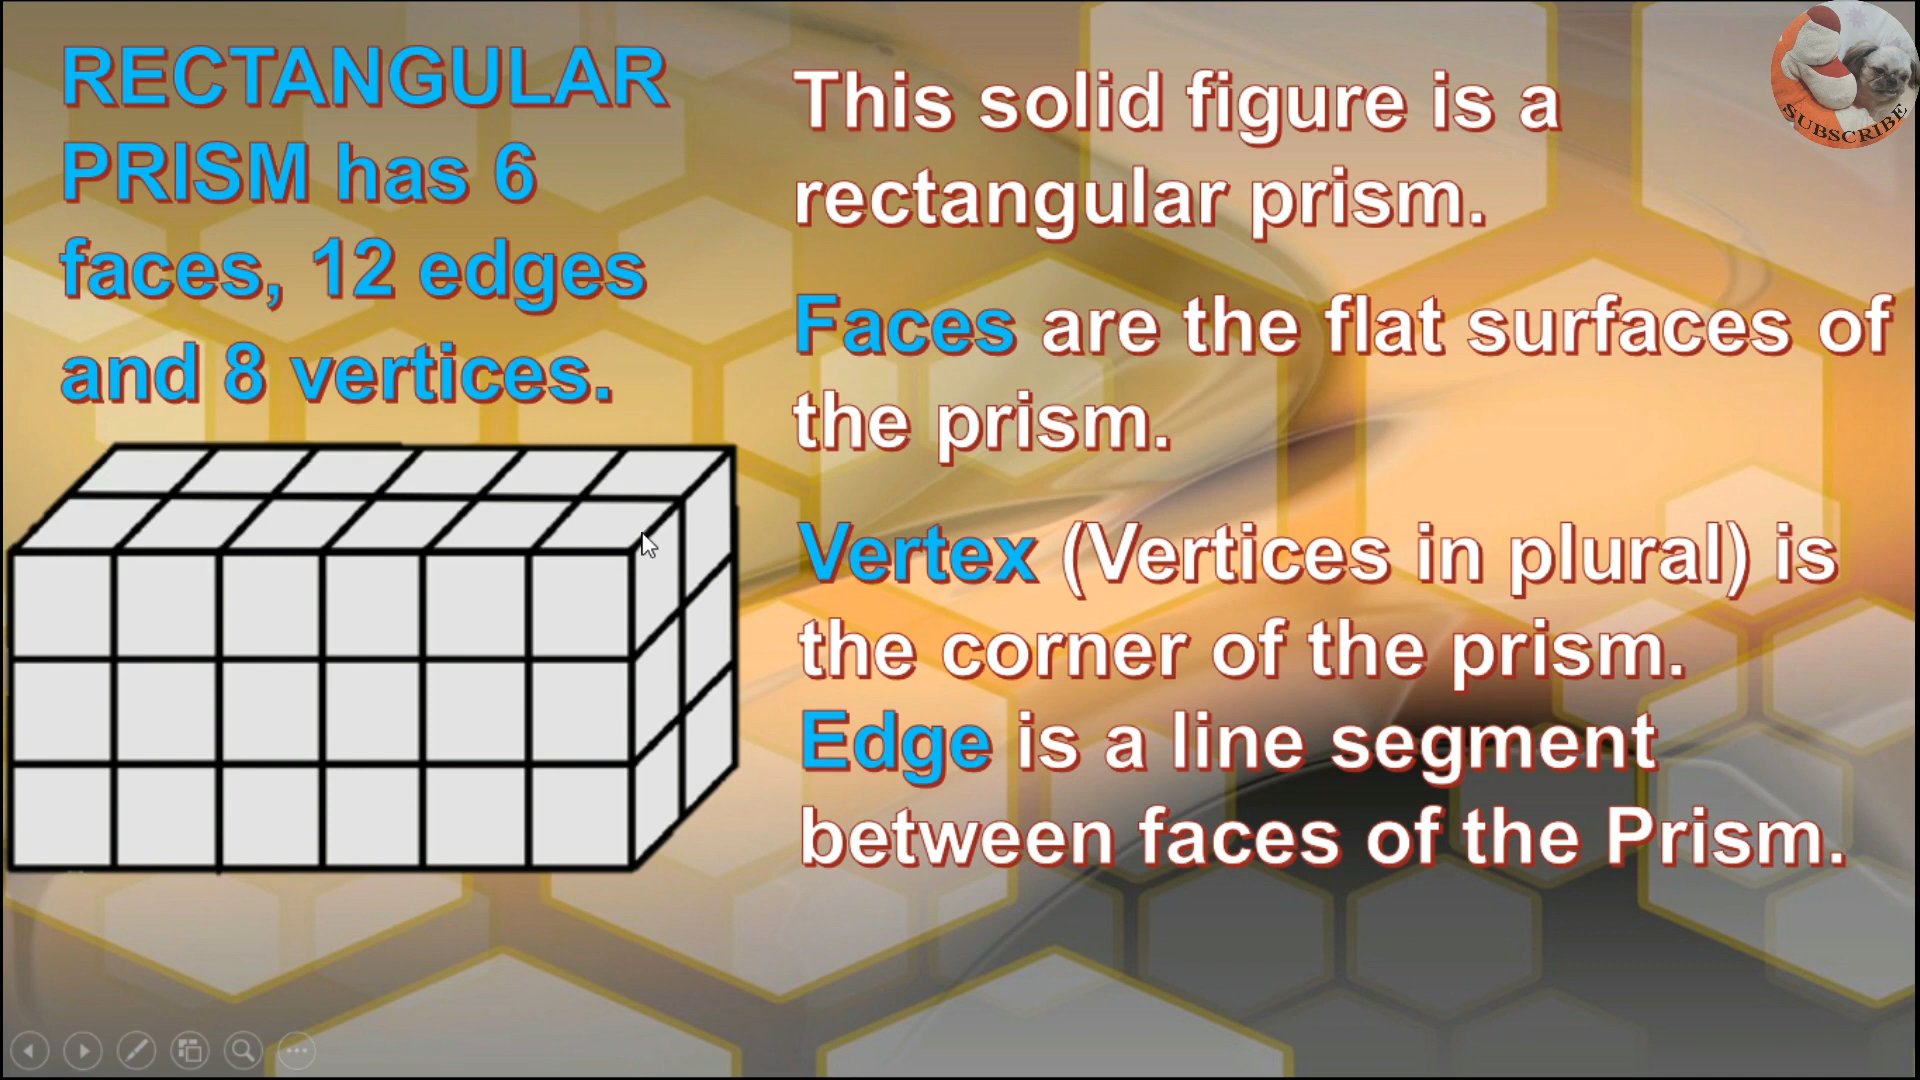 RECTANGULAR
PRISM has 6
faces, 12 edges
and 8 vertices.
This solid figure is a
rectangular prism.
Faces are the flat surfaces of
the prism.
Vertex (Vertices in plural) is
the corner of the prism.
Edge is a line segment
between faces of the Prism.
SUBSCRIBE